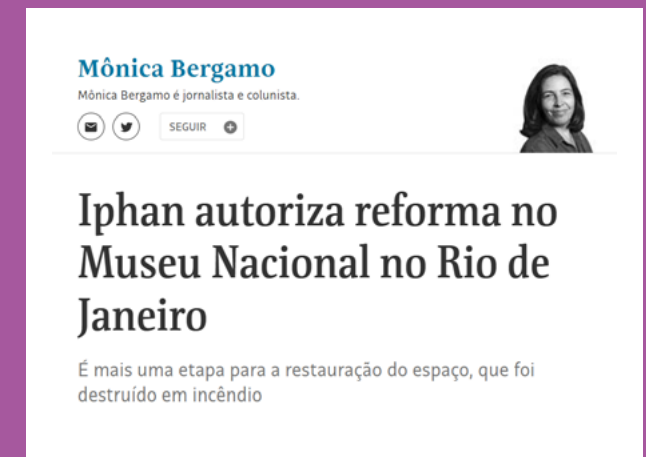 Mônica Bergamo
Mônica Bergamo é jornalista e colunista.
SEGUIR
Iphan autoriza reforma no
Museu Nacional no Rio de
Janeiro
É mais uma etapa para a restauração do espaço, que foi
destruído em incêndio